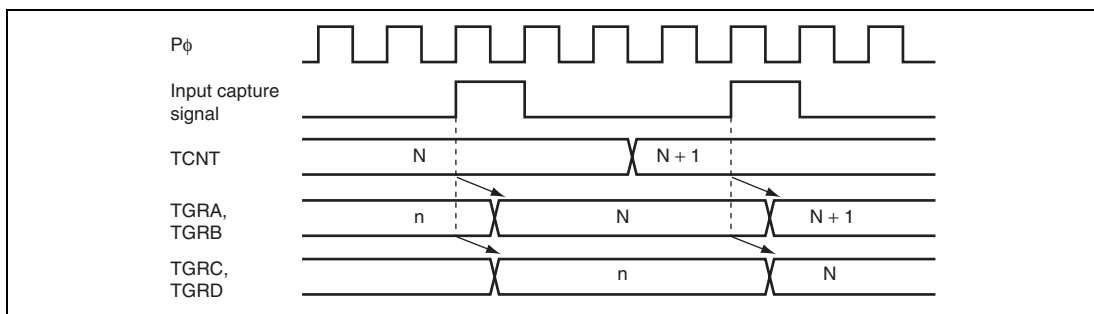 Pϕ
Input capture
signal
TCNT
N
N + 1
TGRA,
TGRB
n
N
N + 1
TGRC,
TGRD
n
N